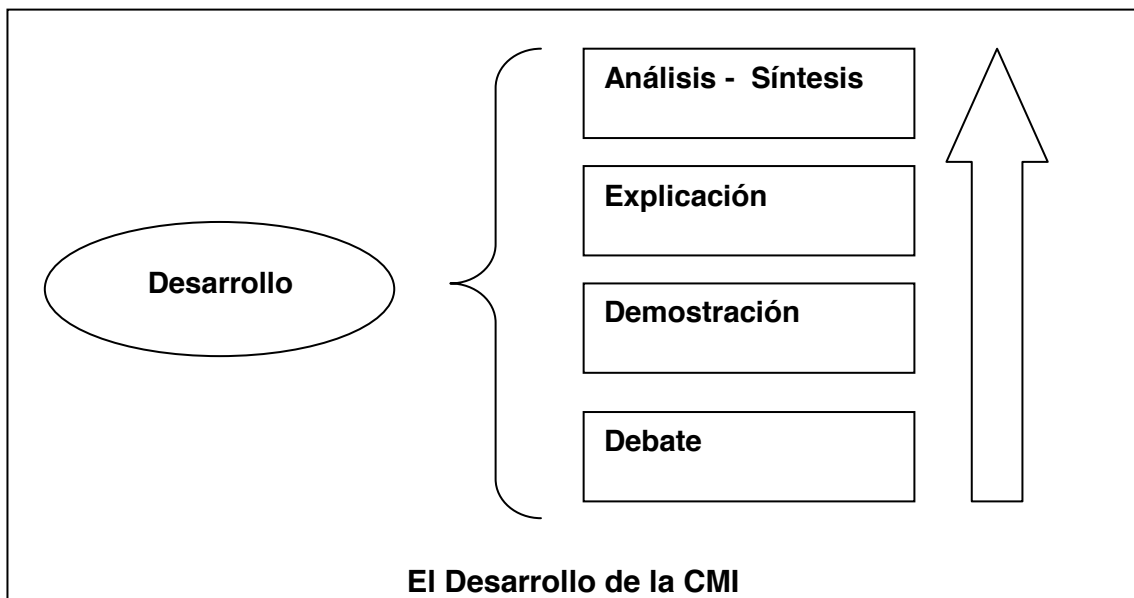 Análisis - Síntesis
Explicación
Desarrollo
Demostración
Debate
El Desarrollo de la CMI